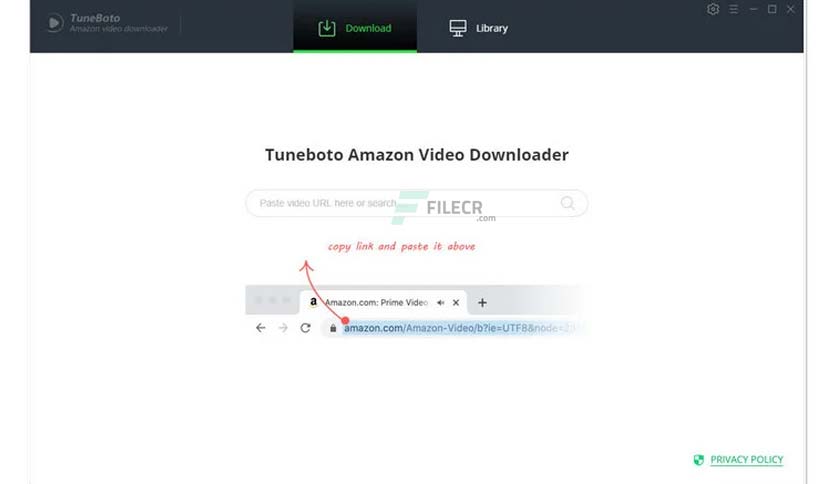 TuneBoto
Amazon video downloader
Download
Library
Tuneboto Amazon Video Downloader
Paste video URL here or search
FILECR
.com
copy link and paste it above
Amazon.com: Prime Video
amazon.com/Amazon-Video/b?ie=UTF8&node=2
PRIVACY POLICY